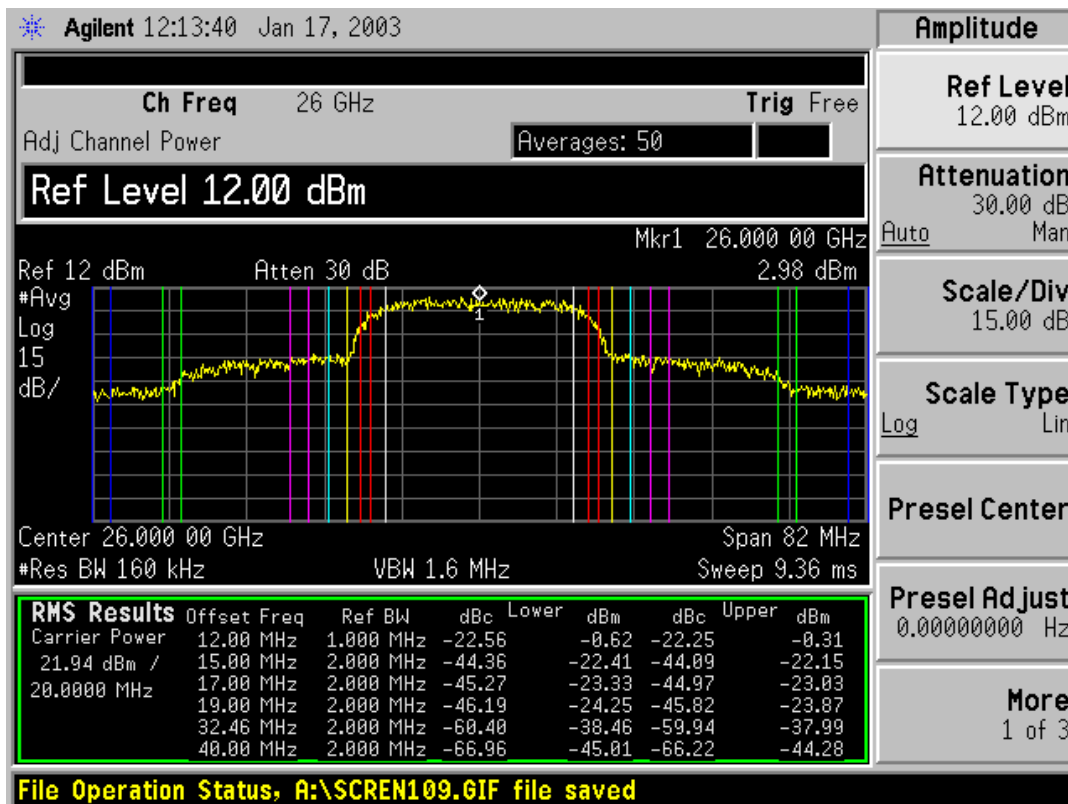 Agilent 12:13:40 Jan 17, 2003
Ch Freq 26 GHz Trig Free
Adj Channel Power Averages: 50
Ref Level 12.00 dBm
Mkr1 26.000 00 GHz
Ref 12 dBm Atten 30 dB 2.98 dBm
#Avg
Log
15
dB/
1
Center 26.000 00 GHz Span 82 MHz
#Res BW 160 kHz VBW 1.6 MHz Sweep 9.36 ms
RMS Results Offset Freq Ref BW dBc Lower dBm dBc Upper dBm
Carrier Power 12.00 MHz 1.000 MHz -22.56 -0.62 -22.25 -0.31
21.94 dBm / 15.00 MHz 2.000 MHz -44.36 -22.41 -44.09 -22.15
20.0000 MHz 17.00 MHz 2.000 MHz -45.27 -23.33 -44.97 -23.03
19.00 MHz 2.000 MHz -46.19 -24.25 -45.82 -23.87
32.46 MHz 2.000 MHz -60.40 -38.46 -59.94 -37.99
40.00 MHz 2.000 MHz -66.96 -45.01 -66.22 -44.28
File Operation Status, A:\SCREN109.GIF file saved
Amplitude
Ref Level
12.00 dBm
Attenuation
30.00 dB
Auto Man
Scale/Div
15.00 dB
Scale Type
Log Lin
Presel Center
Presel Adjust
0.00000000 Hz
More
1 of 3